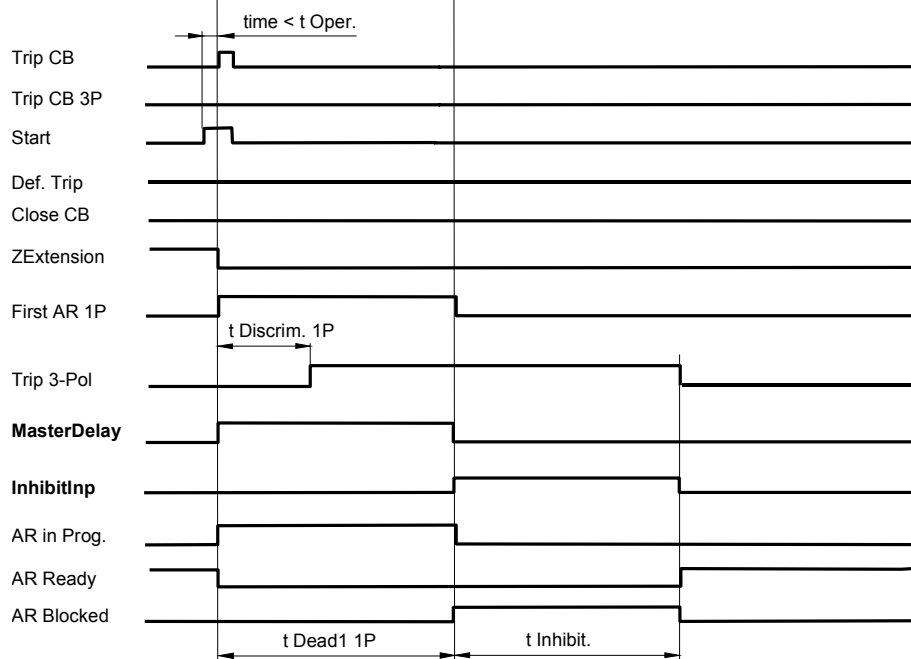 time < t Oper.
Trip CB
Trip CB 3P
Start
Def. Trip
Close CB
ZExtension
First AR 1P
t Discrim. 1P
Trip 3-Pol
MasterDelay
InhibitInp
AR in Prog.
AR Ready
AR Blocked
t Dead1 1P
t Inhibit.